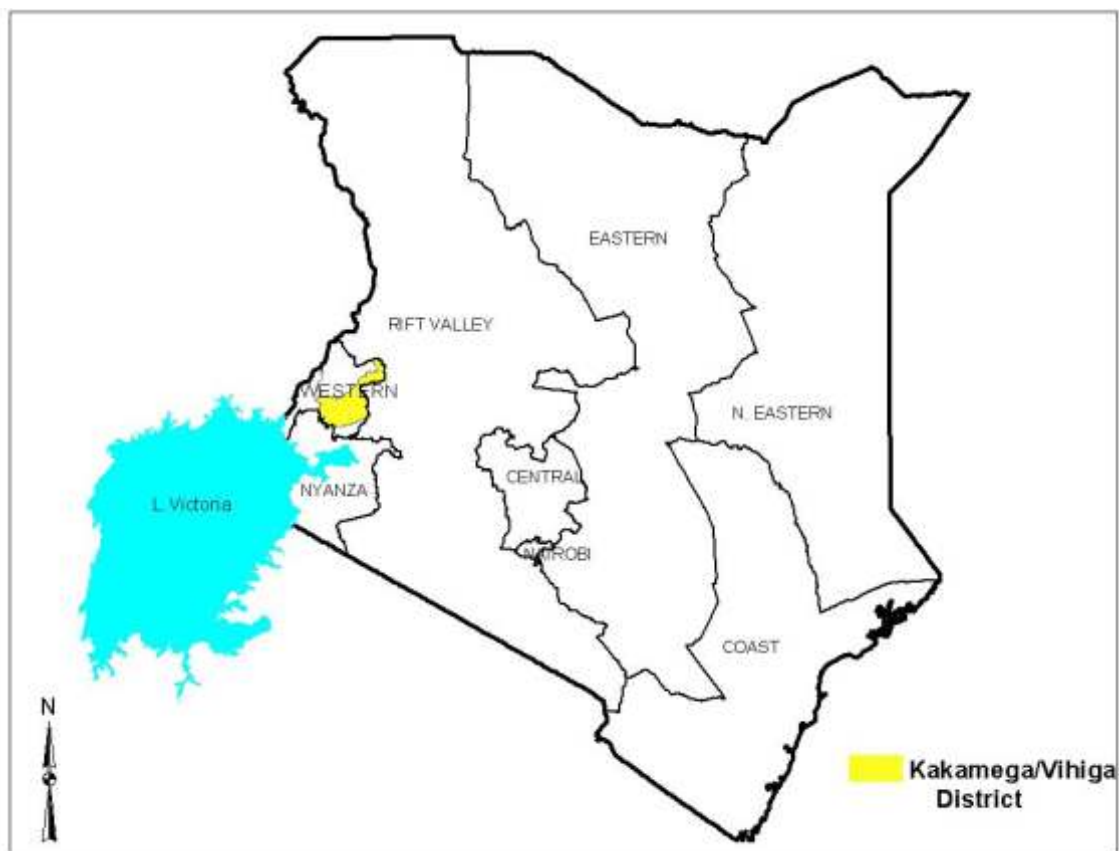 EASTERN
RIFT VALLEY
WESTERN
N. EASTERN
CENTRAL
NYANZA
L. Victoria
NAIROBI
COAST
N
Kakamega/Vihiga
District